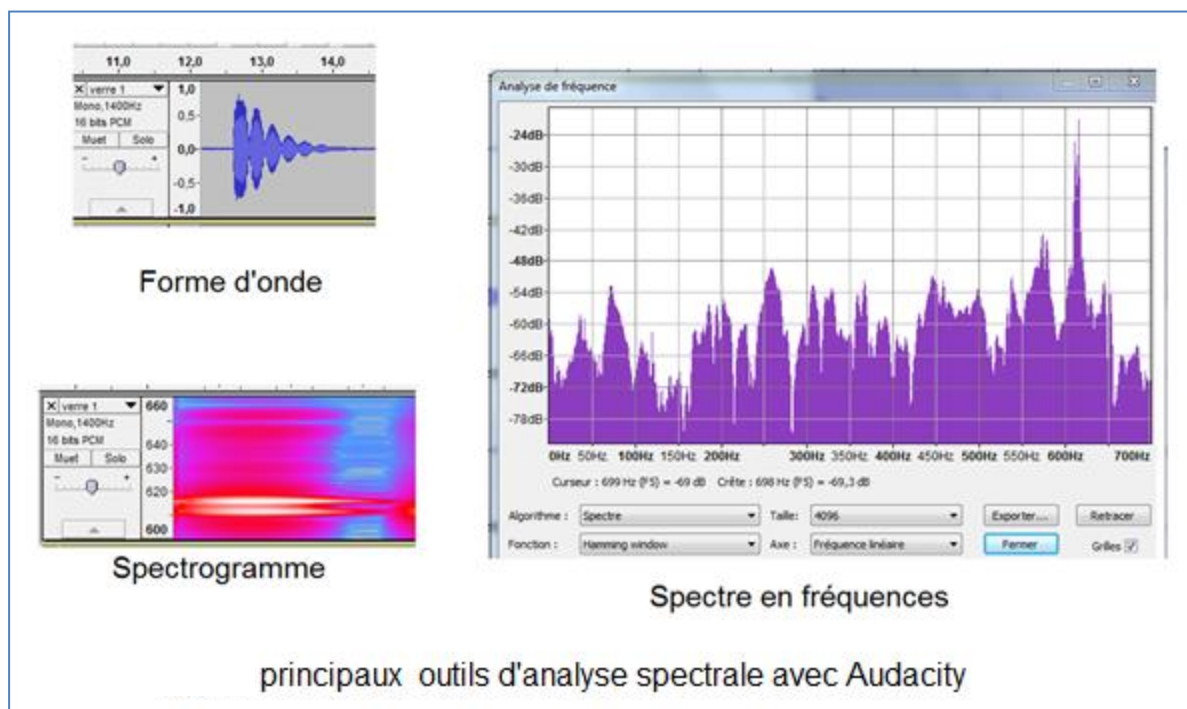 11,0 12,0 13,0 14,0
X verre 1
Mono, 1400Hz
16 bits PCM
Muet Solo
- +
1,0
0,5-
0,0-
-0,5-
-1,0
Forme d'onde
X verre 1
Mono, 1400Hz
16 bits PCM
Muet Solo
- +
660
640-
630-
620-
600
Spectrogramme
Analyse de fréquence
-24dB
-30dB
-36dB
-42dB
-48dB
-54dB
-60dB
-66dB
-72dB
-78dB
0Hz 50Hz 100Hz 150Hz 200Hz 300Hz 350Hz 400Hz 450Hz 500Hz 550Hz 600Hz 700Hz
Curseur : 699 Hz (F5) = -69 dB Crête : 698 Hz (F5) = -69,3 dB
Algorithme : Spectre Taille: 4096 Exporter... Retracer
Fonction : Hamming window Axe : Fréquence linéaire Fermer Grilles
Spectre en fréquences
principaux outils d'analyse spectrale avec Audacity